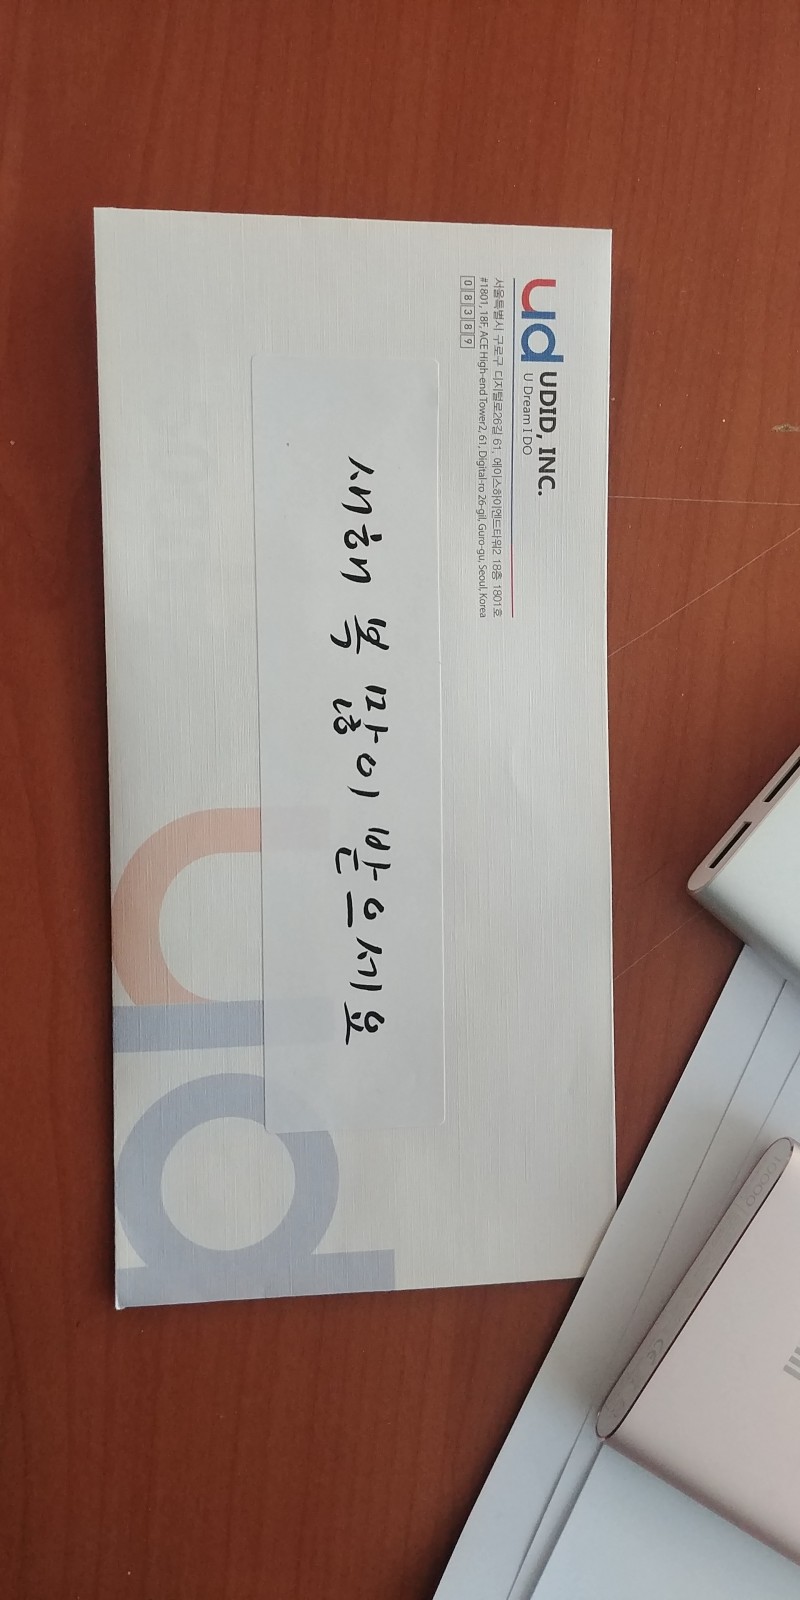 ud UDID, INC.
U Dream I DO
서울특별시 구로구 디지털로26길 61, 에이스하이엔드타워2 18층 1801호
#1801, 18F, ACE High-end Tower2, 61, Digital-ro 26-gil, Guro-gu, Seoul, Korea
08389
새해 복 많이 받으세요
ud
10000
CE